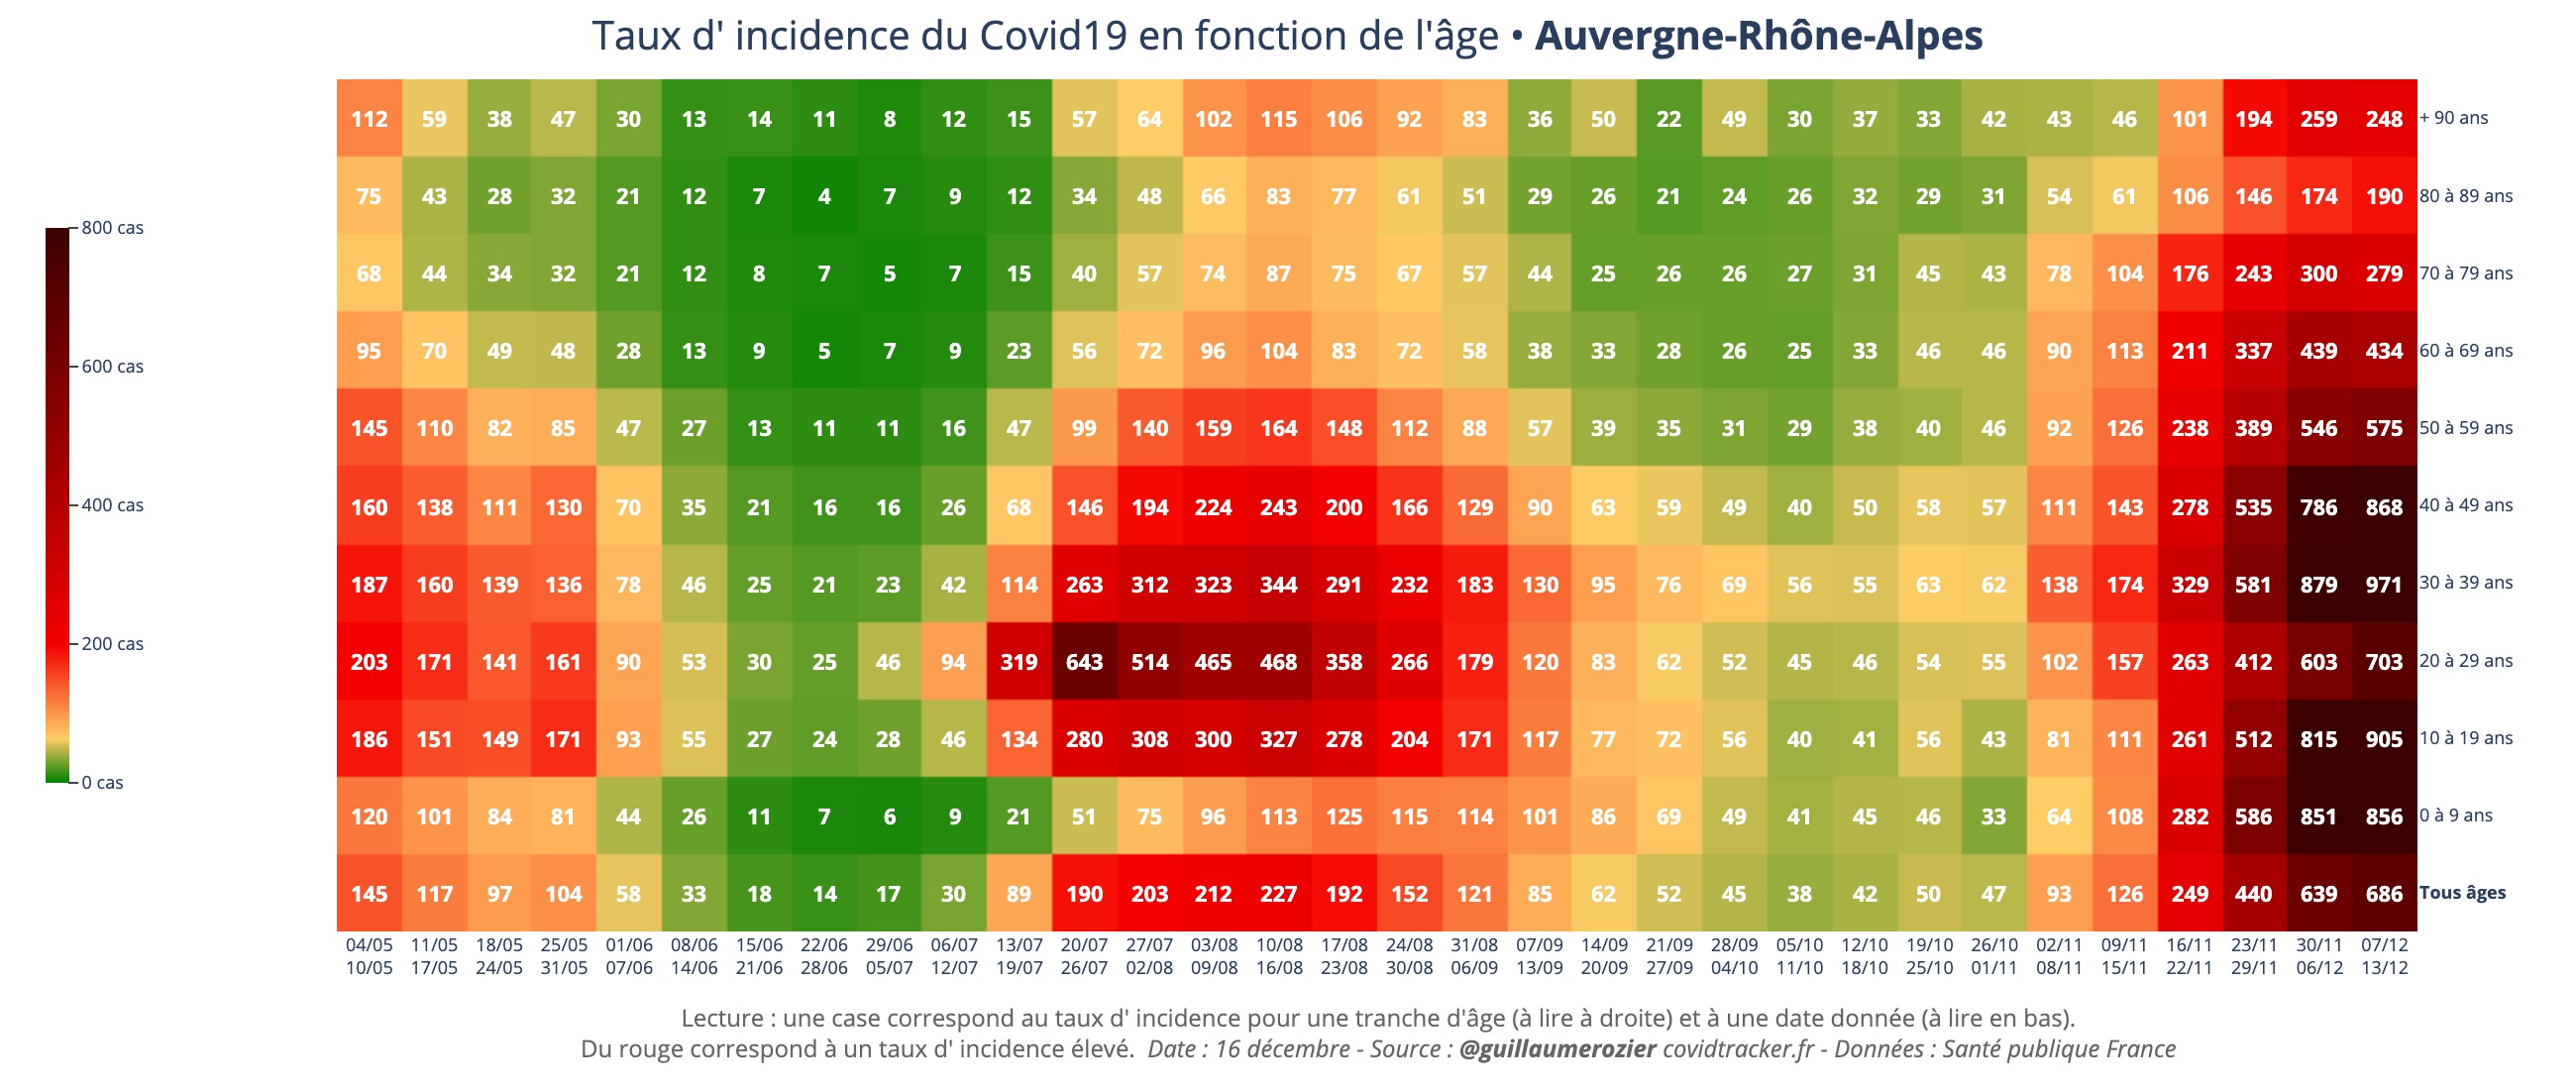 Taux d' incidence du Covid19 en fonction de l'âge • Auvergne-Rhône-Alpes
800 cas
600 cas
400 cas
200 cas
0 cas
112 59 38 47 30 13 14 11 8 12 15 57 64 102 115 106 92 83 36 50 22 49 30 37 33 42 43 46 101 194 259 248 + 90 ans
75 43 28 32 21 12 7 4 7 9 12 34 48 66 83 77 61 51 29 26 21 24 26 32 29 31 54 61 106 146 174 190 80 à 89 ans
68 44 34 32 21 12 8 7 5 7 15 40 57 74 87 75 67 57 44 25 26 26 27 31 45 43 78 104 176 243 300 279 70 à 79 ans
95 70 49 48 28 13 9 5 7 9 23 56 72 96 104 83 72 58 38 33 28 26 25 33 46 46 90 113 211 337 439 434 60 à 69 ans
145 110 82 85 47 27 13 11 11 16 47 99 140 159 164 148 112 88 57 39 35 31 29 38 40 46 92 126 238 389 546 575 50 à 59 ans
160 138 111 130 70 35 21 16 16 26 68 146 194 224 243 200 166 129 90 63 59 49 40 50 58 57 111 143 278 535 786 868 40 à 49 ans
187 160 139 136 78 46 25 21 23 42 114 263 312 323 344 291 232 183 130 95 76 69 56 55 63 62 138 174 329 581 879 971 30 à 39 ans
203 171 141 161 90 53 30 25 46 94 319 643 514 465 468 358 266 179 120 83 62 52 45 46 54 55 102 157 263 412 603 703 20 à 29 ans
186 151 149 171 93 55 27 24 28 46 134 280 308 300 327 278 204 171 117 77 72 56 40 41 56 43 81 111 261 512 815 905 10 à 19 ans
120 101 84 81 44 26 11 7 6 9 21 51 75 96 113 125 115 114 101 86 69 49 41 45 46 33 64 108 282 586 851 856 0 à 9 ans
145 117 97 104 58 33 18 14 17 30 89 190 203 212 227 192 152 121 85 62 52 45 38 42 50 47 93 126 249 440 639 686 Tous âges
04/05 11/05 18/05 25/05 01/06 08/06 15/06 22/06 29/06 06/07 13/07 20/07 27/07 03/08 10/08 17/08 24/08 31/08 07/09 14/09 21/09 28/09 05/10 12/10 19/10 26/10 02/11 09/11 16/11 23/11 30/11 07/12
10/05 17/05 24/05 31/05 07/06 14/06 21/06 28/06 05/07 12/07 19/07 26/07 02/08 09/08 16/08 23/08 30/08 06/09 13/09 20/09 27/09 04/10 11/10 18/10 25/10 01/11 08/11 15/11 22/11 29/11 06/12 13/12
Lecture : une case correspond au taux d' incidence pour une tranche d'âge (à lire à droite) et à une date donnée (à lire en bas).
Du rouge correspond à un taux d' incidence élevé. Date : 16 décembre - Source : @guillaumerozier covidtracker.fr - Données : Santé publique France